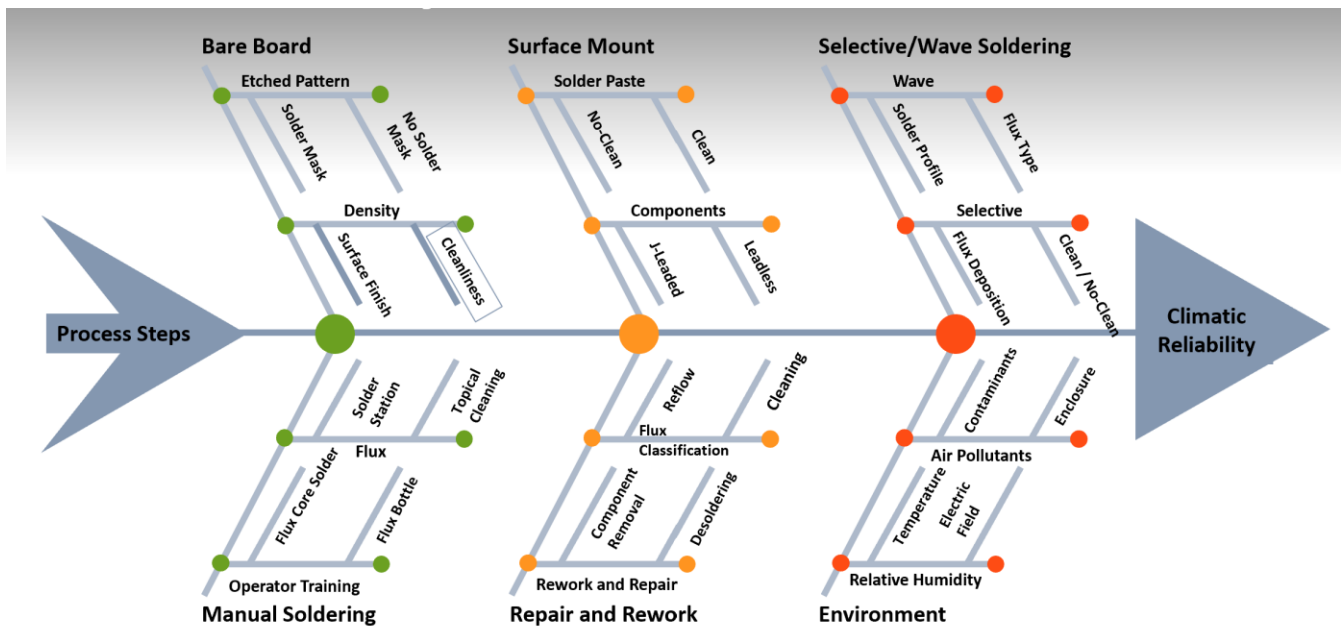 Bare Board
Surface Mount
Selective/Wave Soldering
Etched Pattern
Solder Mask
No Solder
Mask
Density
Surface Finish
Cleanliness
Solder Paste
No-Clean
Clean
Components
J-Leaded
Leadless
Wave
Solder Profile
Flux Type
Selective
Flux Deposition
Clean / No-Clean
Process Steps
Climatic
Reliability
Solder
Station
Topical
Cleaning
Flux
Flux Core Solder
Flux Bottle
Operator Training
Manual Soldering
Reflow
Cleaning
Flux
Classification
Component
Removal
Desoldering
Rework and Repair
Repair and Rework
Contaminants
Enclosure
Air Pollutants
Temperature
Electric
Field
Relative Humidity
Environment